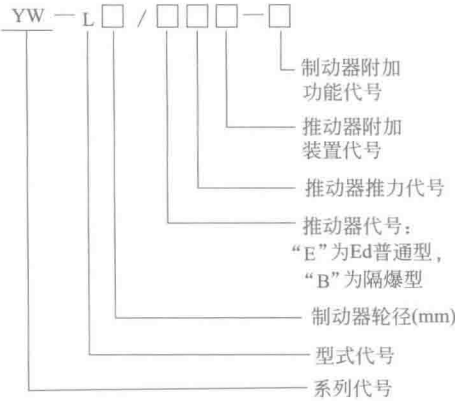 YW—L□/□□□—□
制动器附加
功能代号
推动器附加
装置代号
推动器推力代号
推动器代号：
“E”为Ed普通型，
“B”为隔爆型
制动器轮径(mm)
型式代号
系列代号